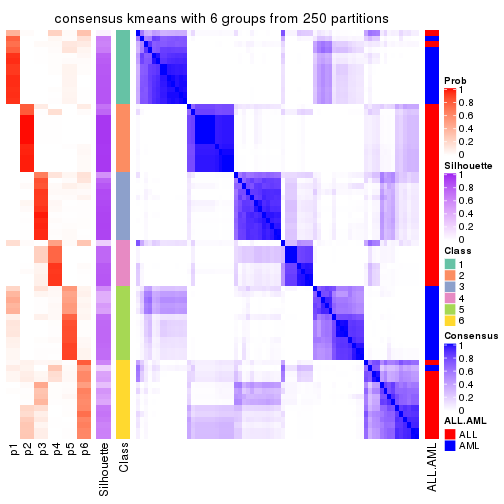 consensus kmeans with 6 groups from 250 partitions
Prob
1
0.8
0.6
0.4
0.2
0
Silhouette
1
0.8
0.6
0.4
0.2
0
Class
1
2
3
4
5
6
Consensus
1
0.8
0.6
0.4
0.2
0
ALL.AML
ALL
AML
p1
p2
p3
p4
p5
p6
Silhouette
Class
ALL.AML